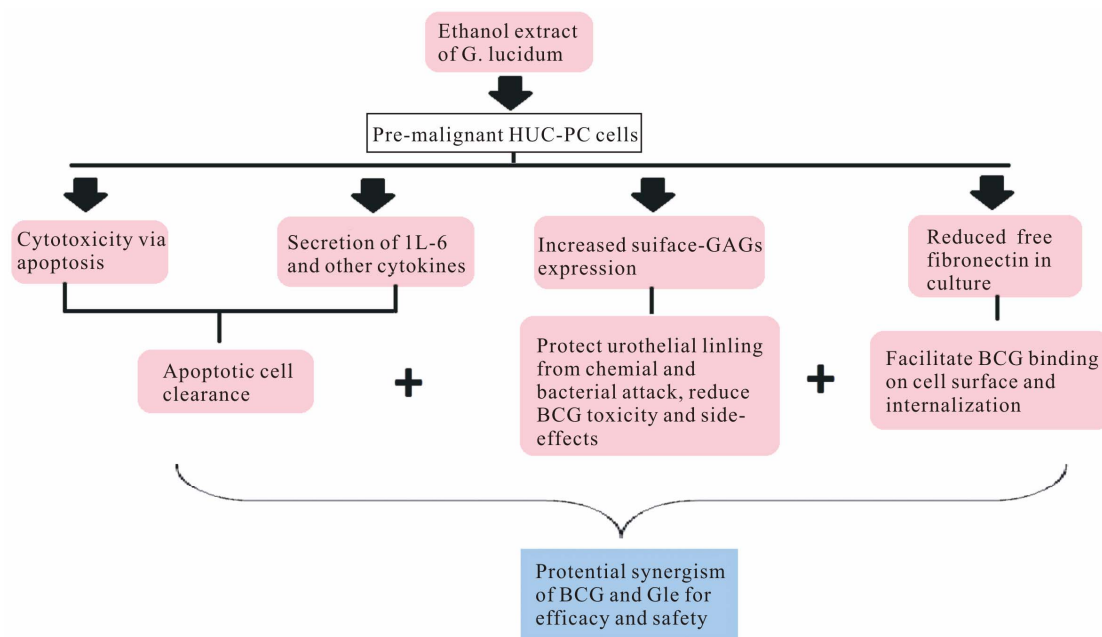 Ethanol extract
of G. lucidum
Pre-malignant HUC-PC cells
Cytotoxicity via
apoptosis
Secretion of 1L-6
and other cytokines
Increased suiface-GAGs
expression
Reduced free
fibronectin in
culture
Apoptotic cell
clearance
+
Protect urothelial linling
from chemial and
bacterial attack, reduce
BCG toxicity and side-
effects
+
Facilitate BCG binding
on cell surface and
internalization
Protential synergism
of BCG and Gle for
efficacy and safety